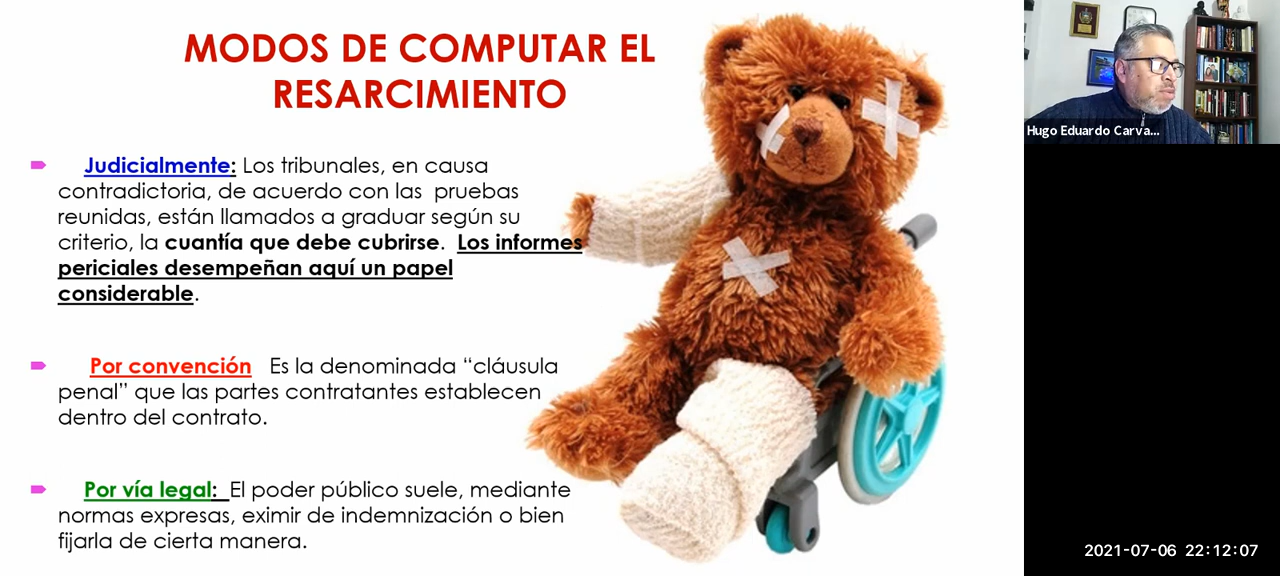 MODOS DE COMPUTAR EL
RESARCIMIENTO
Judicialmente: Los tribunales, en causa
contradictoria, de acuerdo con las pruebas
reunidas, están llamados a graduar según su
criterio, la cuantía que debe cubrirse. Los informes
periciales desempeñan aquí un papel
considerable.
Por convención Es la denominada “cláusula
penal” que las partes contratantes establecen
dentro del contrato.
Por vía legal: El poder público suele, mediante
normas expresas, eximir de indemnización o bien
fijarla de cierta manera.
Hugo Eduardo Carva...
2021-07-06 22:12:07